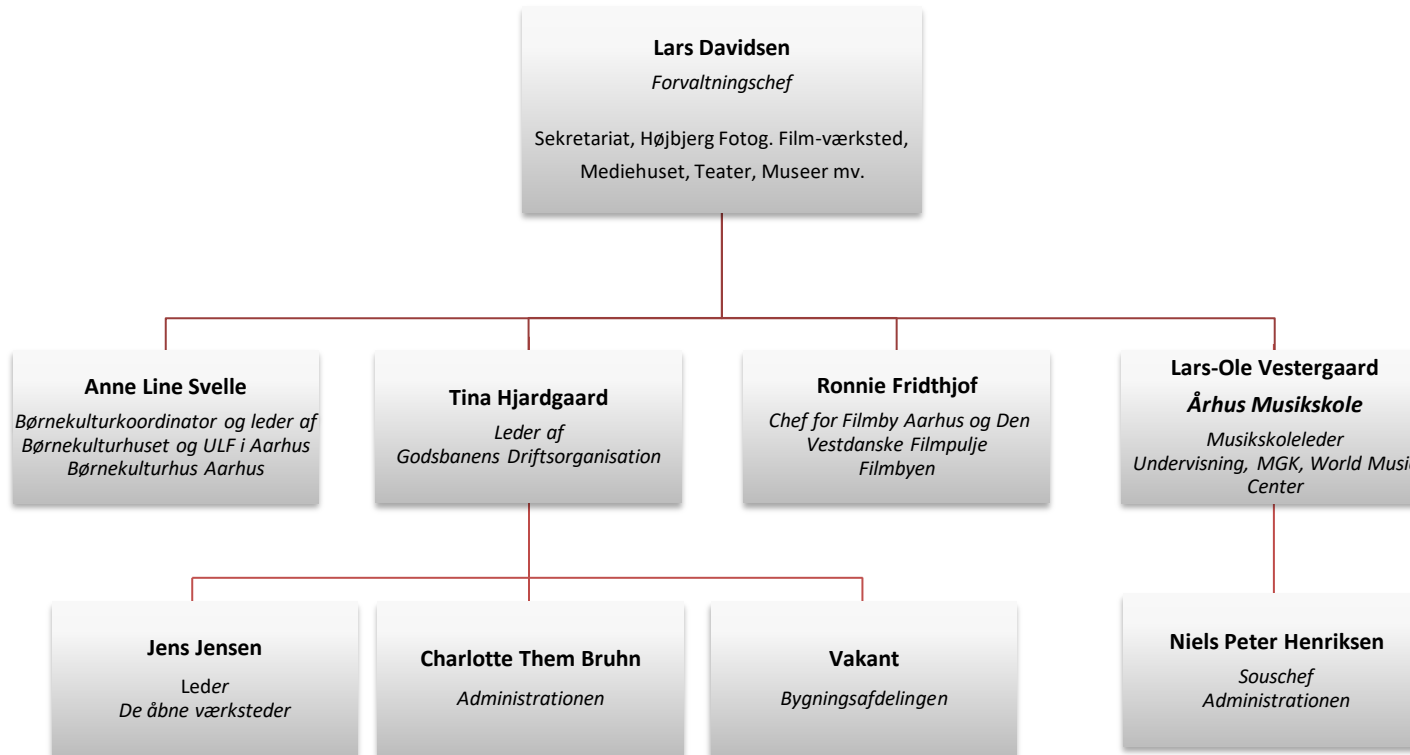 Lars Davidsen
Forvaltningschef
Sekretariat, Højbjerg Fotog. Film-værksted,
Mediehuset, Teater, Museer mv.
Anne Line Svelle
Børnekulturkoordinator og leder af
Børnekulturhuset og ULF i Aarhus
Børnekulturhus Aarhus
Tina Hjardgaard
Leder af
Godsbanens Driftsorganisation
Ronnie Fridthjof
Chef for Filmby Aarhus og Den
Vestdanske Filmpulje
Filmbyen
Lars-Ole Vestergaard
Århus Musikskole
Musikskoleleder
Undervisning, MGK, World Music
Center
Jens Jensen
Leder
De åbne værksteder
Charlotte Them Bruhn
Administrationen
Vakant
Bygningsafdelingen
Niels Peter Henriksen
Souschef
Administrationen